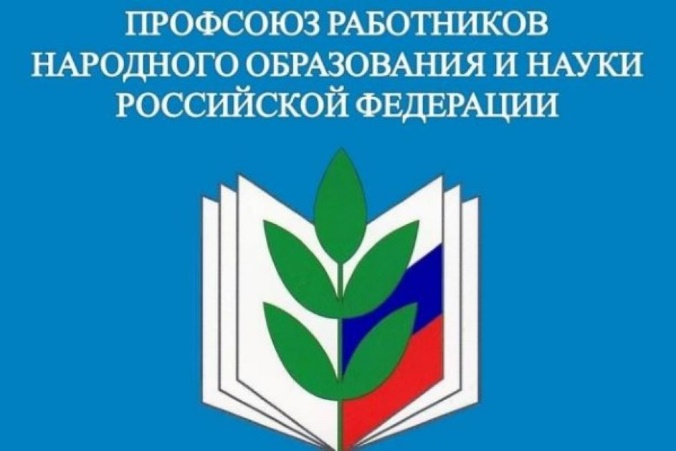 ПРОФСОЮЗ РАБОТНИКОВ
НАРОДНОГО ОБРАЗОВАНИЯ И НАУКИ
РОССИЙСКОЙ ФЕДЕРАЦИИ